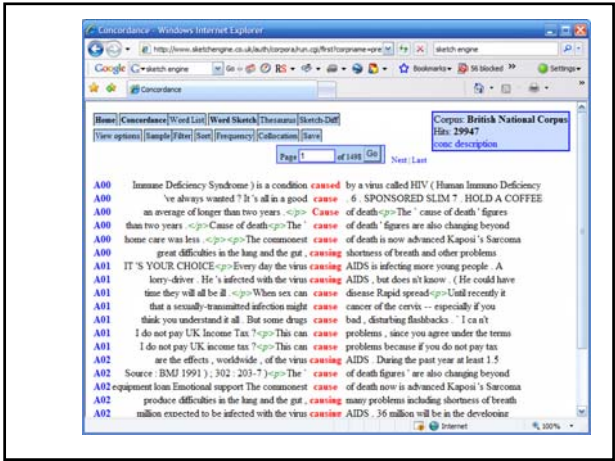 Concordance - Windows Internet Explorer
http://www.sketchengine.co.uk/auth/corpora/run.cgi/first?corpname=pre
sketch engine
Google
sketch engine
Go
RS
Bookmarks
56 blocked
Settings
Concordance
Home Concordance Word List Word Sketch Thesaurus Sketch-Diff
View options Sample Filter Sort Frequency Collocation Save
Corpus: British National Corpus
Hits: 29947
conc description
Page 1 of 1498 Go Next | Last
A00 Immune Deficiency Syndrome ) is a condition caused by a virus called HIV ( Human Immuno Deficiency
A00 've always wanted ? It 's all in a good cause . 6 . SPONSORED SLIM 7 . HOLD A COFFEE
A00 an average of longer than two years . </p> Cause of death<p>The ' cause of death ' figures
A00 than two years . </p>Cause of death<p>The ' cause of death ' figures are also changing beyond
A00 home care was less . </p><p>The commonest cause of death is now advanced Kaposi 's Sarcoma
A00 great difficulties in the lung and the gut , causing shortness of breath and other problems
A01 IT 'S YOUR CHOICE</p>Every day the virus causing AIDS is infecting more young people . A
A01 lorry-driver . He 's infected with the virus causing AIDS , but does n't know . ( He could have
A01 time they will all be ill . </p>When sex can cause disease Rapid spread<p>Until recently it
A01 that a sexually-transmitted infection might cause cancer of the cervix -- especially if you
A01 think you understand it all . But some drugs cause bad , disturbing flashbacks . ` I ca n't
A01 I do not pay UK Income Tax ?<p>This can cause problems , since you agree under the terms
A01 I do not pay UK income tax ?<p>This can cause problems because if you do not pay tax
A02 are the effects , worldwide , of the virus causing AIDS . During the past year at least 1.5
A02 Source : BMJ 1991 ) ; 302 : 203-7 )<p>The ' cause of death figures ' are also changing beyond
A02 equipment loan Emotional support The commonest cause of death now is advanced Kaposi 's Sarcoma
A02 produce difficulties in the lung and the gut , causing many problems including shortness of breath
A02 million expected to be infected with the virus causing AIDS . 36 million will be in the developing
Internet
100%